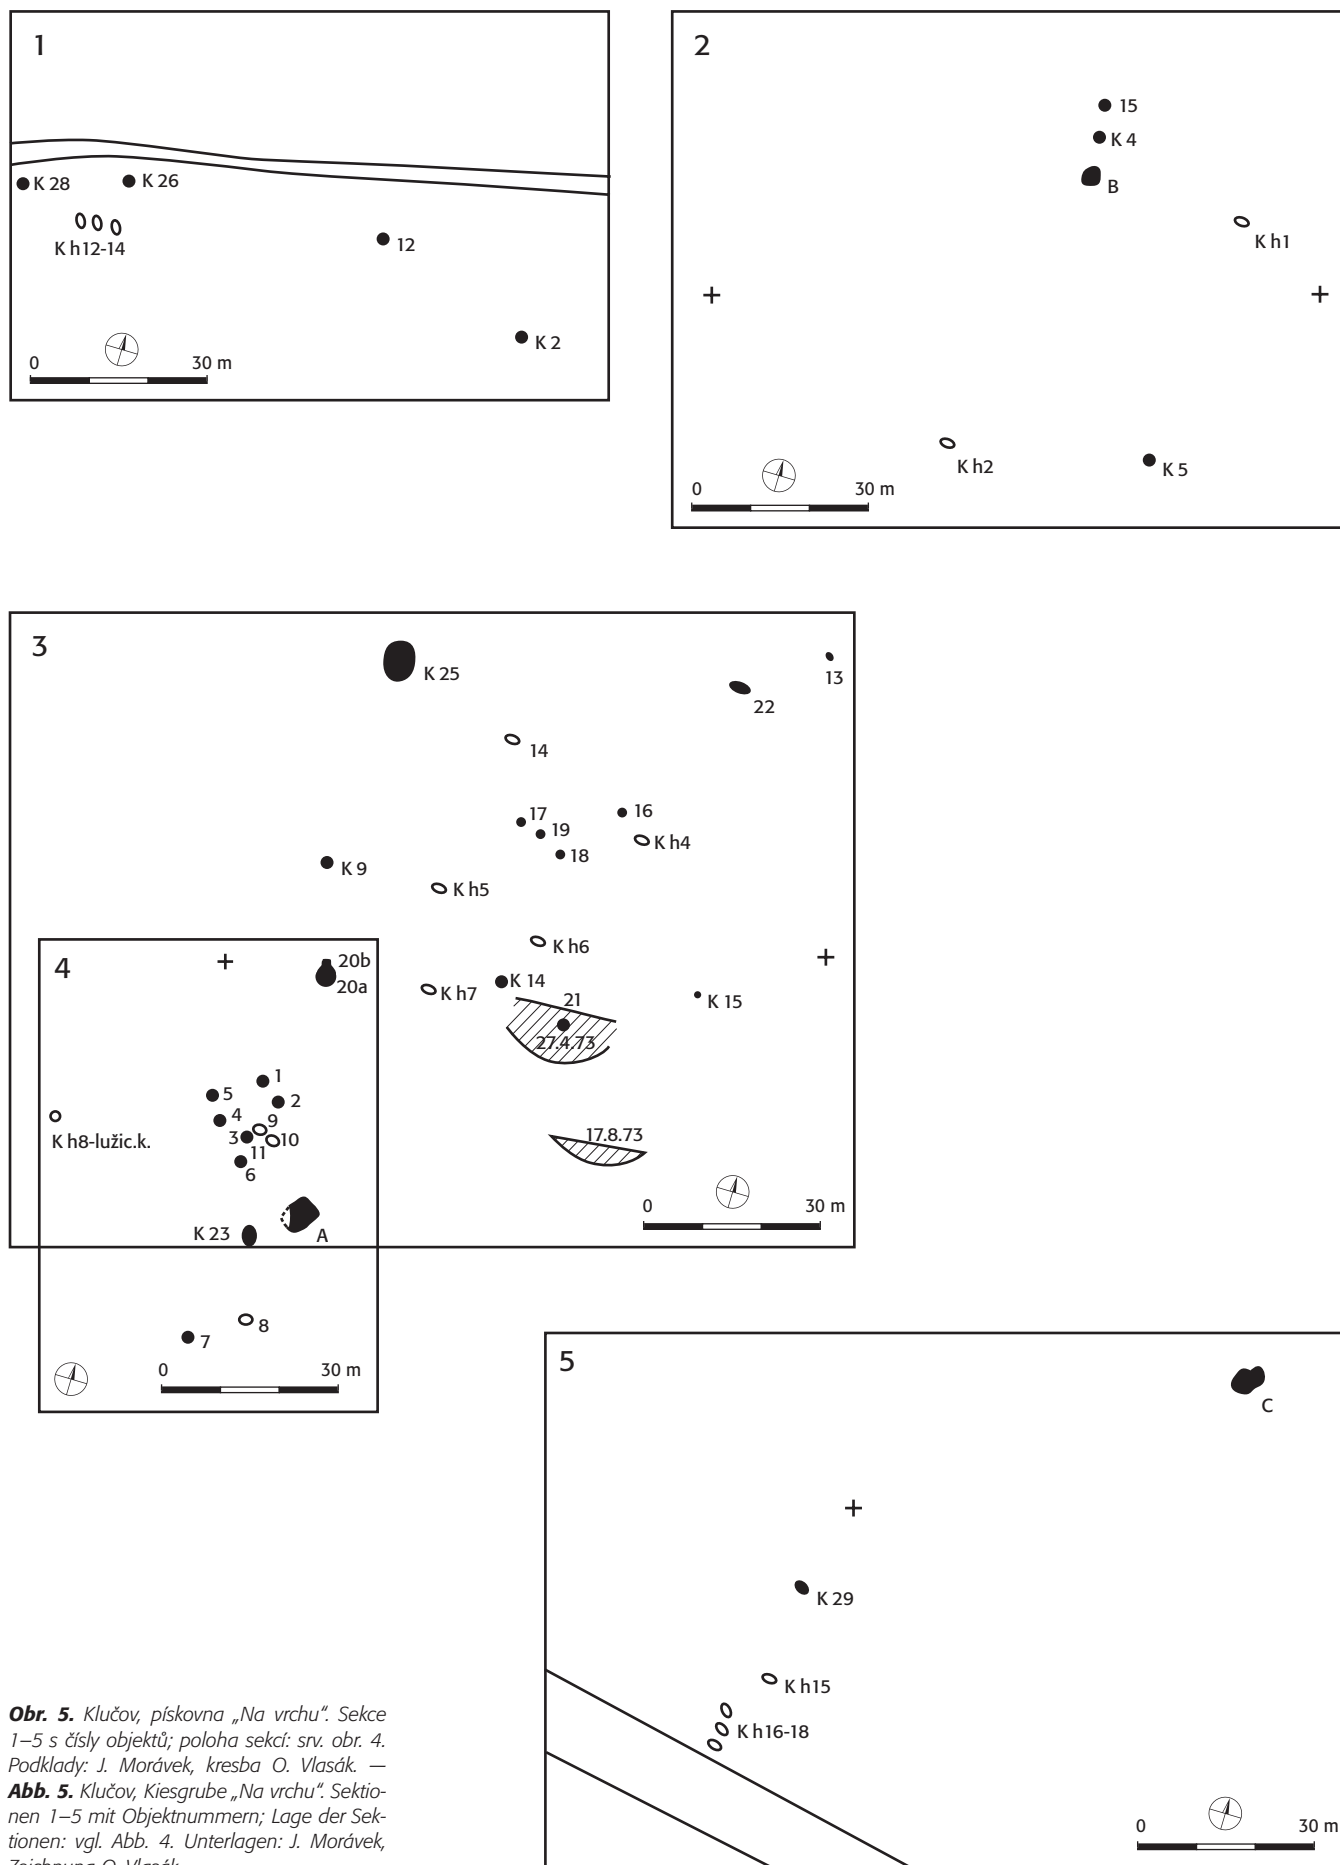 1
K 28
K 26
K h12-14
12
K 2
0 30 m
2
15
K 4
B
K h1
K h2
K 5
0 30 m
3
K 25
13
22
14
17
16
19
K h4
18
K 9
K h5
K h6
K 14
K h7
21
K 15
27.4.73
17.8.73
0 30 m
4
20b
20a
1
5
2
4
9
3
10
K h8-lužic.k.
11
6
K 23
A
8
7
0 30 m
5
C
K 29
K h15
K h16-18
0 30 m
Obr. 5. Klučov, pískovna „Na vrchu“. Sekce
1–5 s čísly objektů; poloha sekcí: srv. obr. 4.
Podklady: J. Morávek, kresba O. Vlasák. —
Abb. 5. Klučov, Kiesgrube „Na vrchu“. Sektio-
nen 1–5 mit Objektnummern; Lage der Sek-
tionen: vgl. Abb. 4. Unterlagen: J. Morávek,
Zeichnung O. Vlasák.